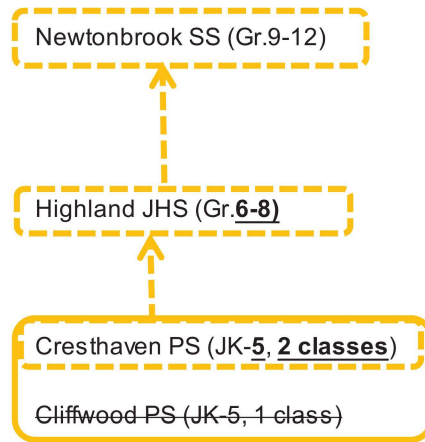 Newtonbrook SS (Gr.9-12)
Highland JHS (Gr.6-8)
Cresthaven PS (JK-5, 2 classes)
Cliffwood PS (JK-5, 1 class)